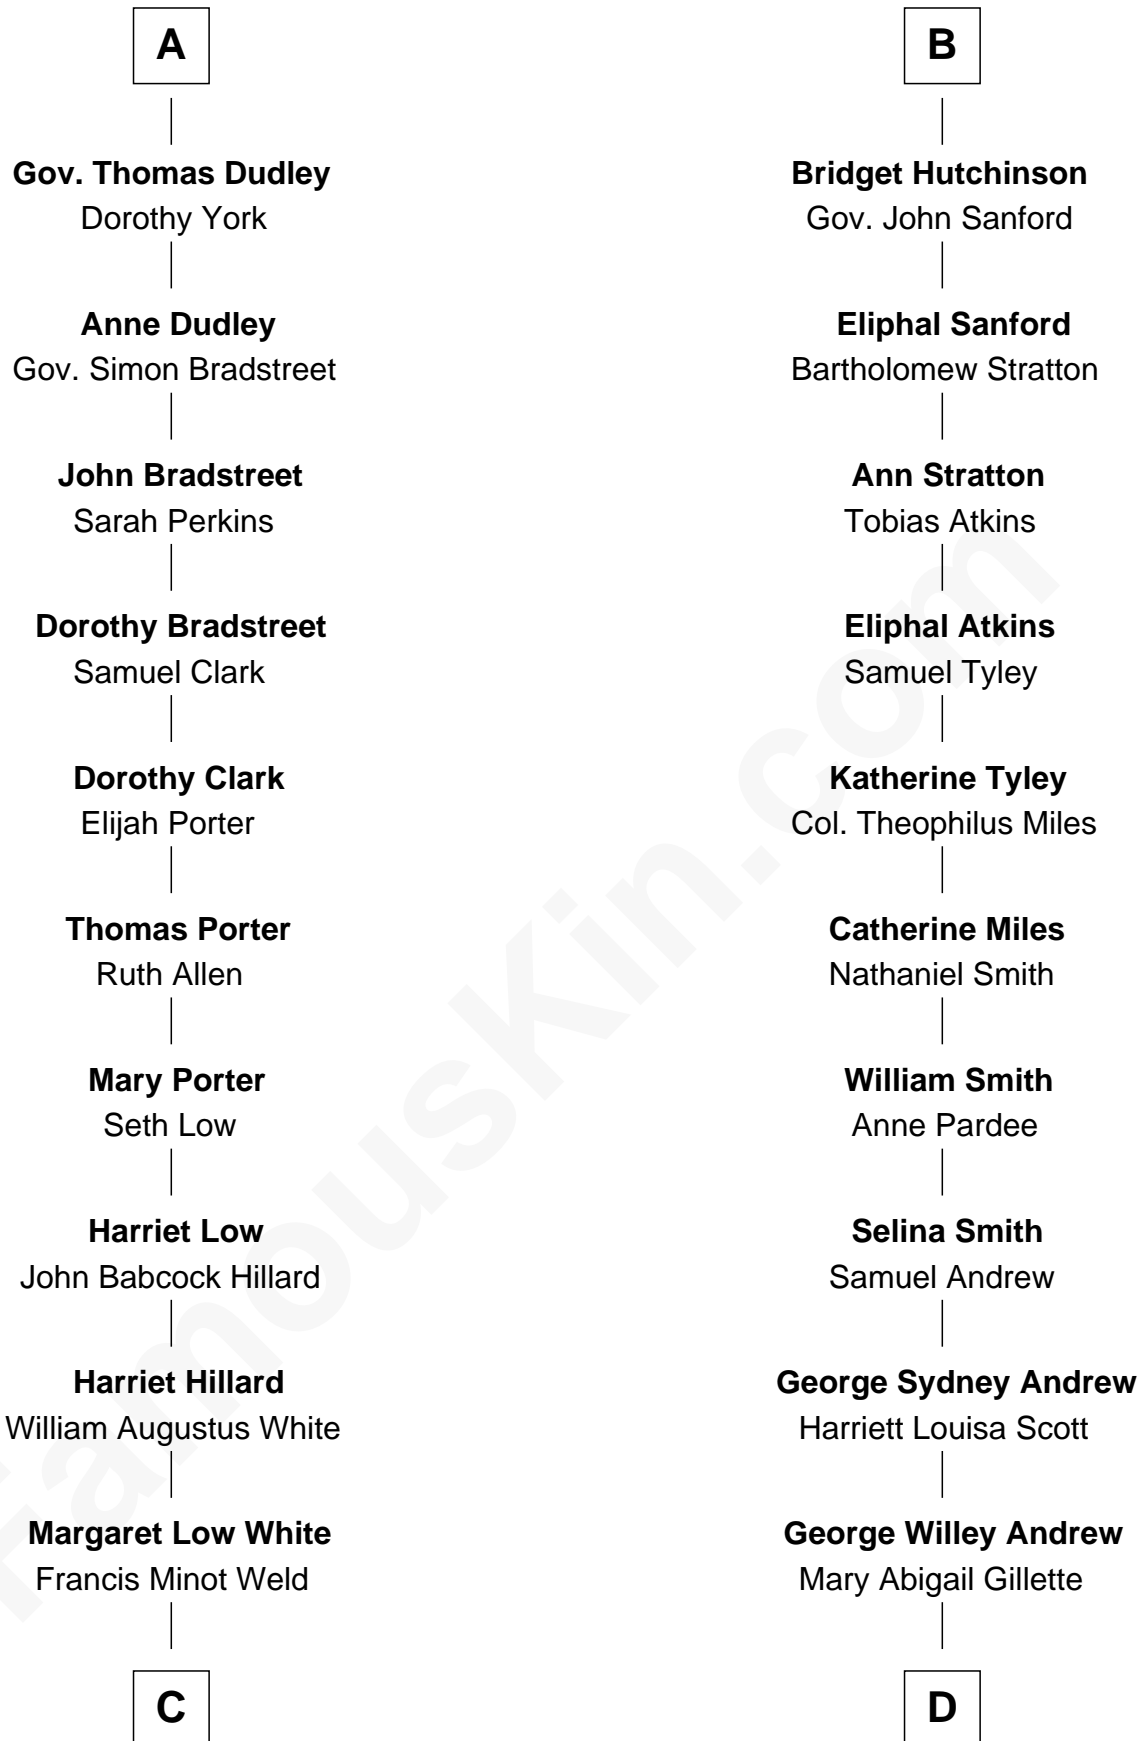 A
Gov. Thomas Dudley
Dorothy York
Anne Dudley
Gov. Simon Bradstreet
John Bradstreet
Sarah Perkins
Dorothy Bradstreet
Samuel Clark
Dorothy Clark
Elijah Porter
Thomas Porter
Ruth Allen
Mary Porter
Seth Low
Harriet Low
John Babcock Hillard
Harriet Hillard
William Augustus White
Margaret Low White
Francis Minot Weld
C
B
Bridget Hutchinson
Gov. John Sanford
Eliphal Sanford
Bartholomew Stratton
Ann Stratton
Tobias Atkins
Eliphal Atkins
Samuel Tyley
Katherine Tyley
Col. Theophilus Miles
Catherine Miles
Nathaniel Smith
William Smith
Anne Pardee
Selina Smith
Samuel Andrew
George Sydney Andrew
Harriett Louisa Scott
George Willey Andrew
Mary Abigail Gillette
D
FamousKin.com